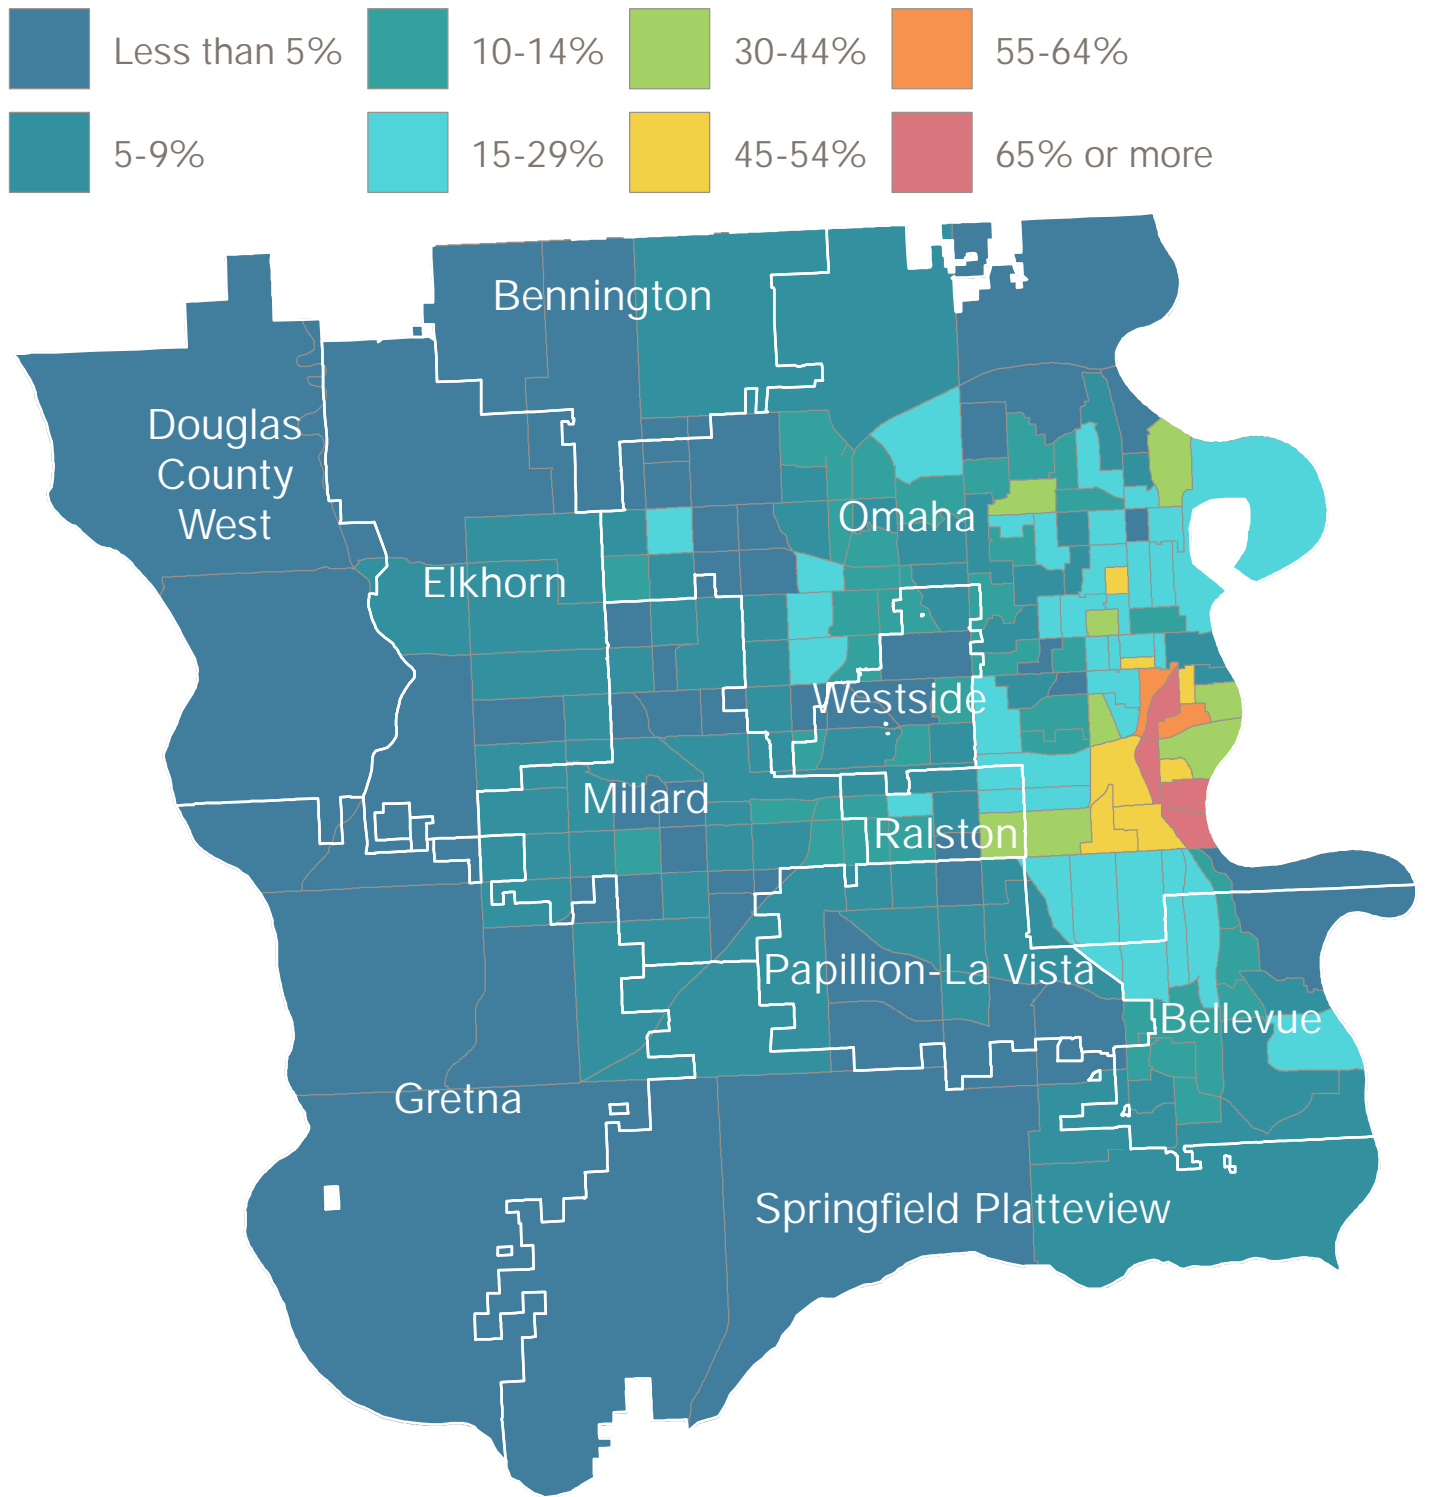 Less than 5%
10-14%
30-44%
55-64%
5-9%
15-29%
45-54%
65% or more
Bennington
Douglas
County
West
Omaha
Elkhorn
Westside
Millard
Ralston
Papillion-La Vista
Bellevue
Gretna
Springfield Platteview